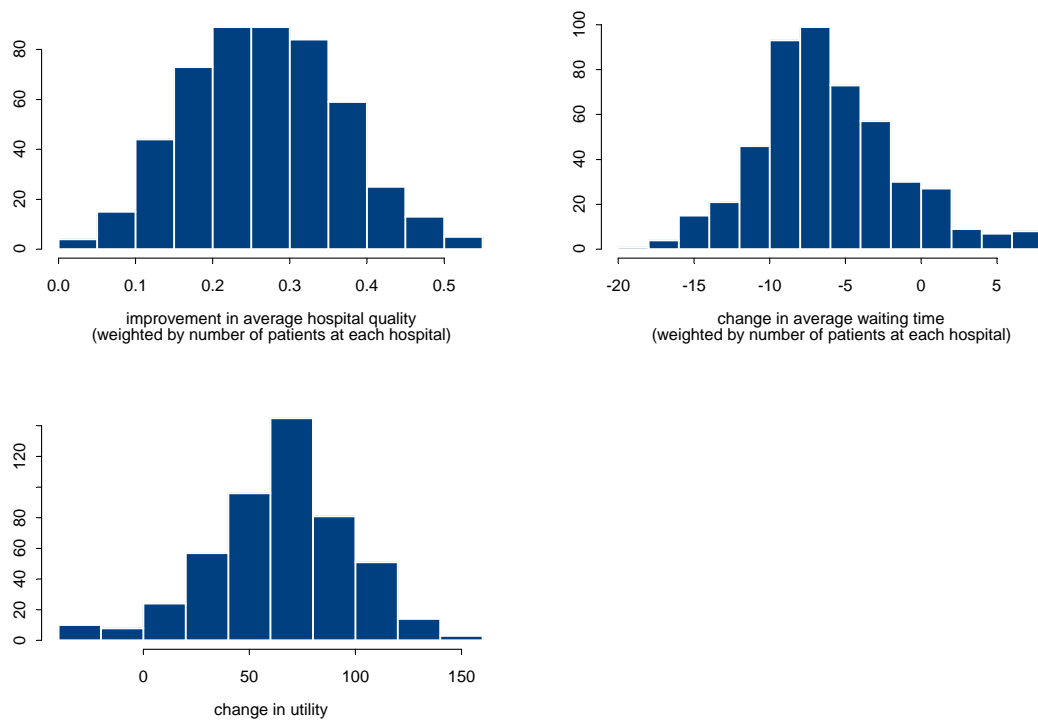 80
60
40
20
0
0.0 0.1 0.2 0.3 0.4 0.5
improvement in average hospital quality
(weighted by number of patients at each hospital)
100
80
60
40
20
0
-20 -15 -10 -5 0 5
change in average waiting time
(weighted by number of patients at each hospital)
120
80
60
40
20
0
0 50 100 150
change in utility